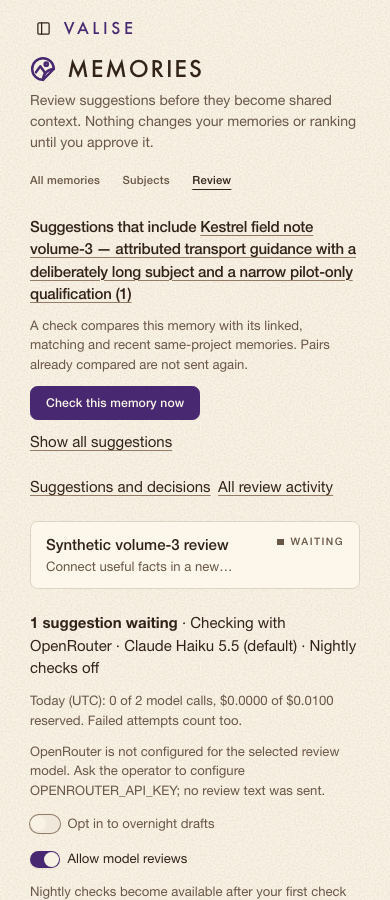 VALISE
MEMORIES
Review suggestions before they become shared
context. Nothing changes your memories or ranking
until you approve it.
All memories Subjects Review
Suggestions that include Kestrel field note
volume-3 — attributed transport guidance with a
deliberately long subject and a narrow pilot-only
qualification (1)
A check compares this memory with its linked,
matching and recent same-project memories. Pairs
already compared are not sent again.
Check this memory now
Show all suggestions
Suggestions and decisions All review activity
Synthetic volume-3 review WAITING
Connect useful facts in a new…
1 suggestion waiting · Checking with
OpenRouter · Claude Haiku 5.5 (default) · Nightly
checks off
Today (UTC): 0 of 2 model calls, $0.0000 of $0.0100
reserved. Failed attempts count too.
OpenRouter is not configured for the selected review
model. Ask the operator to configure
OPENROUTER_API_KEY; no review text was sent.
Opt in to overnight drafts
Allow model reviews
Nightly checks become available after your first check